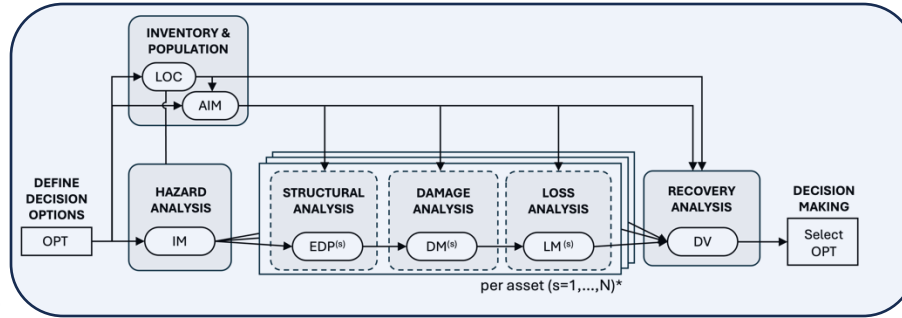 INVENTORY &
POPULATION
LOC
AIM
DEFINE
DECISION
OPTIONS
OPT
HAZARD
ANALYSIS
IM
STRUCTURAL
ANALYSIS
EDP(s)
DAMAGE
ANALYSIS
DM(s)
LOSS
ANALYSIS
LM(s)
RECOVERY
ANALYSIS
DV
DECISION
MAKING
Select
OPT
per asset (s=1,...,N)*